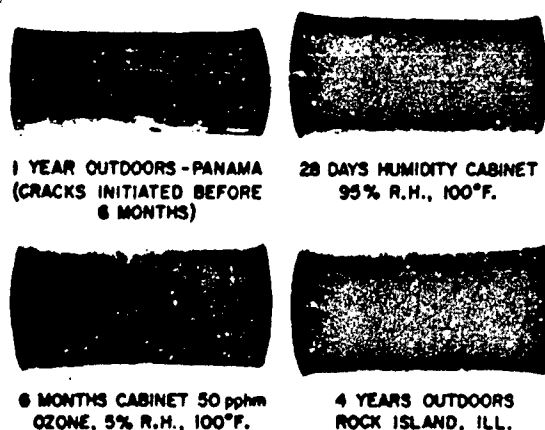 1 YEAR OUTDOORS - PANAMA
(CRACKS INITIATED BEFORE
6 MONTHS)
28 DAYS HUMIDITY CABINET
95% R.H., 100°F.
6 MONTHS CABINET 50 pphm
OZONE, 5% R.H., 100°F.
4 YEARS OUTDOORS
ROCK ISLAND, ILL.